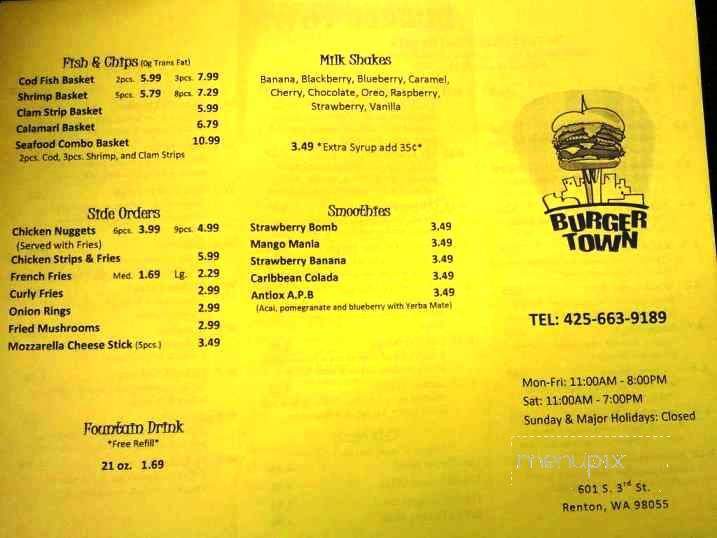 Fish & Chips (0g Trans Fat)
Cod Fish Basket 2pcs. 5.99 3pcs. 7.99
Shrimp Basket 5pcs. 5.79 8pcs. 7.29
Clam Strip Basket 5.99
Calamari Basket 6.79
Seafood Combo Basket 10.99
2pcs. Cod, 3pcs. Shrimp, and Clam Strips
Side Orders
Chicken Nuggets 6pcs. 3.99 9pcs. 4.99
(Served with Fries)
Chicken Strips & Fries 5.99
French Fries Med. 1.69 Lg. 2.29
Curly Fries 2.99
Onion Rings 2.99
Fried Mushrooms 2.99
Mozzarella Cheese Stick (5pcs.) 3.49
Fountain Drink
*Free Refill*
21 oz. 1.69
Milk Shakes
Banana, Blackberry, Blueberry, Caramel,
Cherry, Chocolate, Oreo, Raspberry,
Strawberry, Vanilla
3.49 *Extra Syrup add 35¢*
Smoothies
Strawberry Bomb 3.49
Mango Mania 3.49
Strawberry Banana 3.49
Caribbean Colada 3.49
Antiox A.P.B 3.49
(Acai, pomegranate and blueberry with Yerba Mate)
BURGER
TOWN
TEL: 425-663-9189
Mon-Fri: 11:00AM - 8:00PM
Sat: 11:00AM - 7:00PM
Sunday & Major Holidays: Closed
menupix
601 S. 3rd St.
Renton, WA 98055